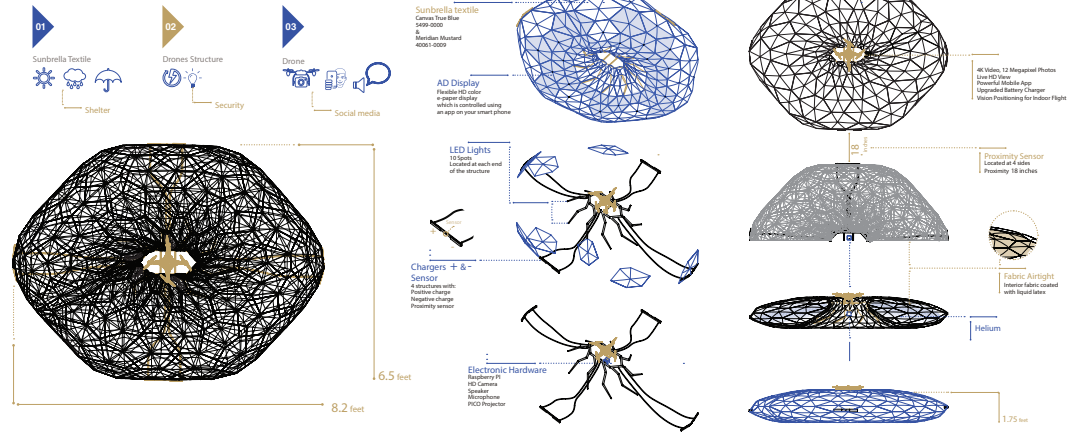 01
02
03
Sunbrella Textile
Drones Structure
Drone
Shelter
Security
Social media
6.5 feet
8.2 feet
Sunbrella textile
Canvas True Blue
5499-0000
&
Meridian Mustard
40061-0009
AD Display
Flexible HD color
e-paper display
which is controlled using
an app on your smart phone
LED Lights
10 Spots
Located at each end
of the structure
Chargers + & -
Sensor
4 structures with:
Positive charge
Negative charge
Proximity sensor
Electronic Hardware
Raspberry PI
HD Camera
Speaker
Microphone
PICO Projector
4K Video, 12 Megapixel Photos
Live HD View
Powerful Mobile App
Upgraded Battery Charger
Vision Positioning for Indoor Flight
18 inches
Proximity Sensor
Located at 4 sides
Proximity 18 inches
Fabric Airtight
Interior fabric coated
with liquid latex
Helium
1.75 feet